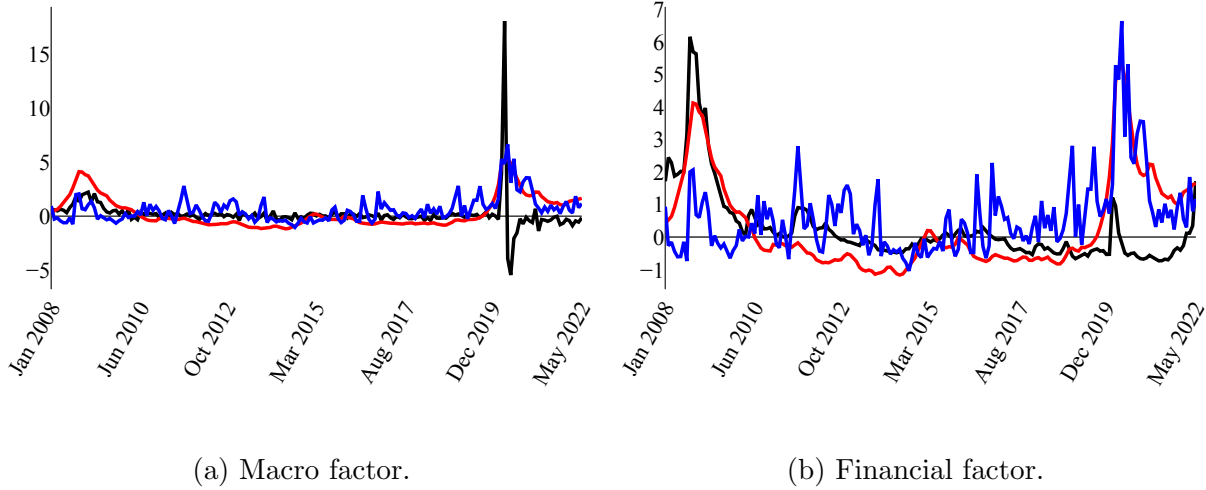 15
10
5
0
−5
Jan 2008
Jun 2010
Oct 2012
Mar 2015
Aug 2017
Dec 2019
May 2022
(a) Macro factor.
7
6
5
4
3
2
1
0
−1
Jan 2008
Jun 2010
Oct 2012
Mar 2015
Aug 2017
Dec 2019
May 2022
(b) Financial factor.